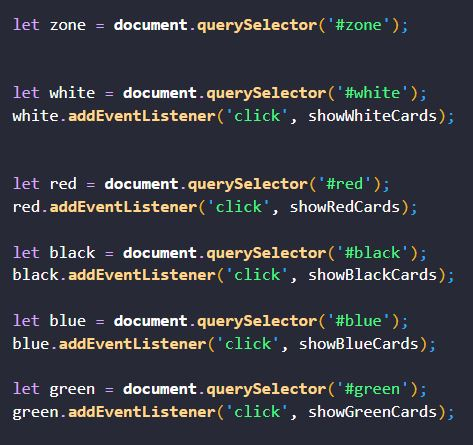 let zone = document.querySelector('#zone');
let white = document.querySelector('#white');
white.addEventListener('click', showWhiteCards);
let red = document.querySelector('#red');
red.addEventListener('click', showRedCards);
let black = document.querySelector('#black');
black.addEventListener('click', showBlackCards);
let blue = document.querySelector('#blue');
blue.addEventListener('click', showBlueCards);
let green = document.querySelector('#green');
green.addEventListener('click', showGreenCards);